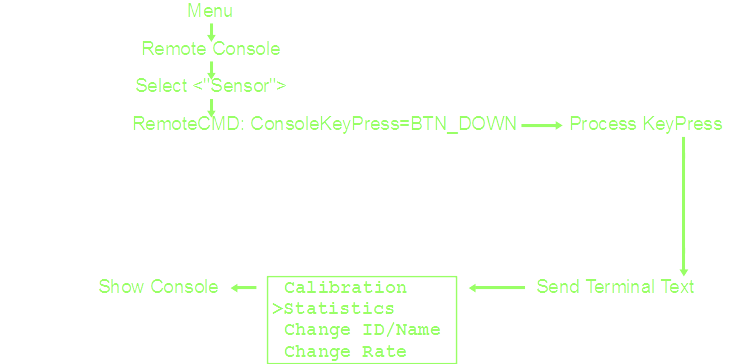 Menu
Remote Console
Select <"Sensor">
RemoteCMD: ConsoleKeyPress=BTN_DOWN
Process KeyPress
Show Console
Calibration
>Statistics
Change ID/Name
Change Rate
Send Terminal Text